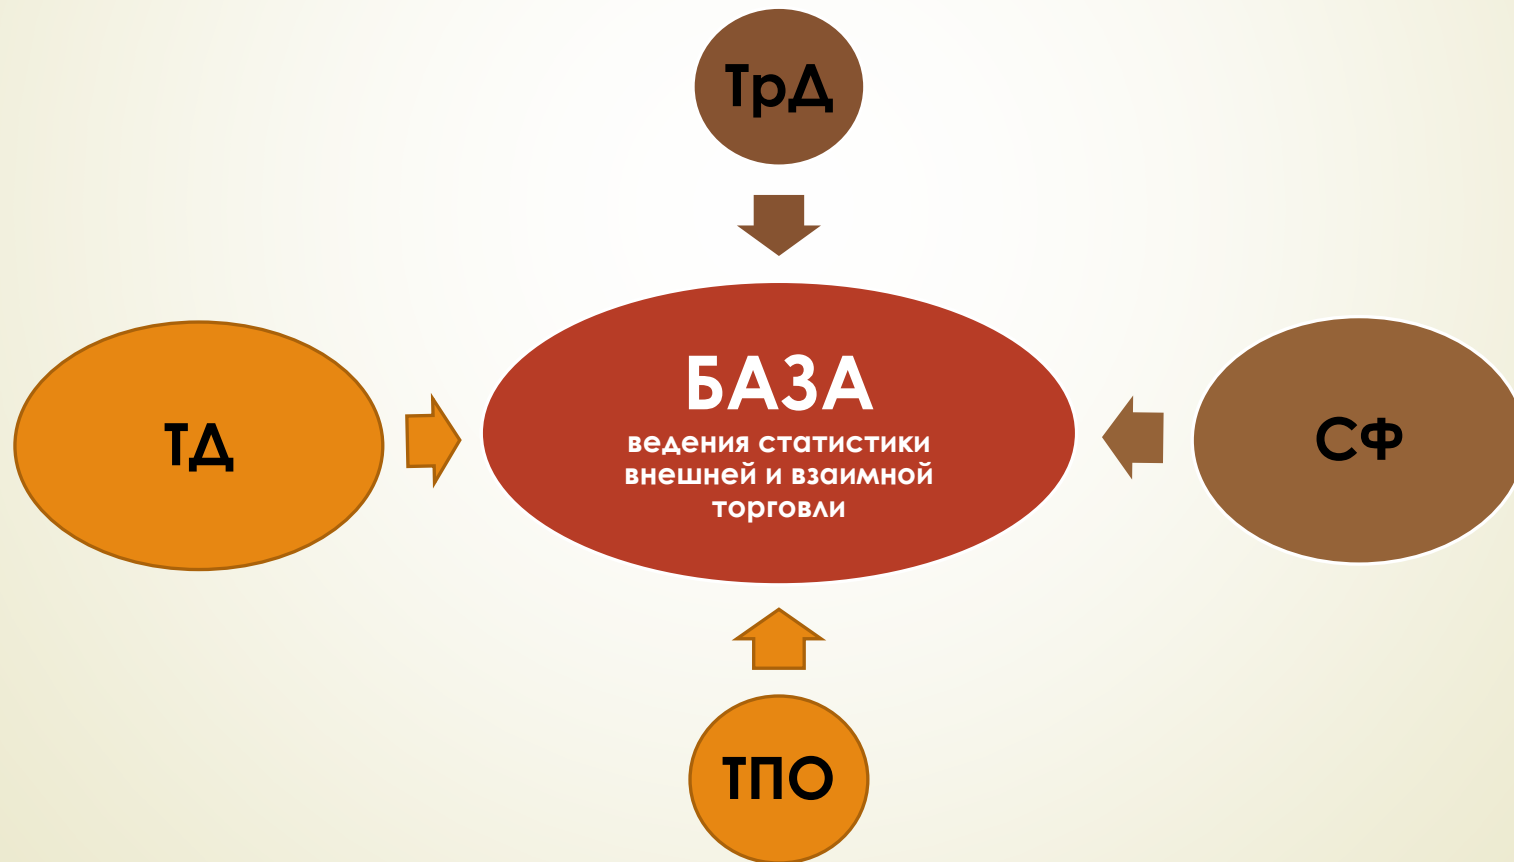 ТрД
БАЗА
ведения статистики
внешней и взаимной
торговли
ТД
СФ
ТПО